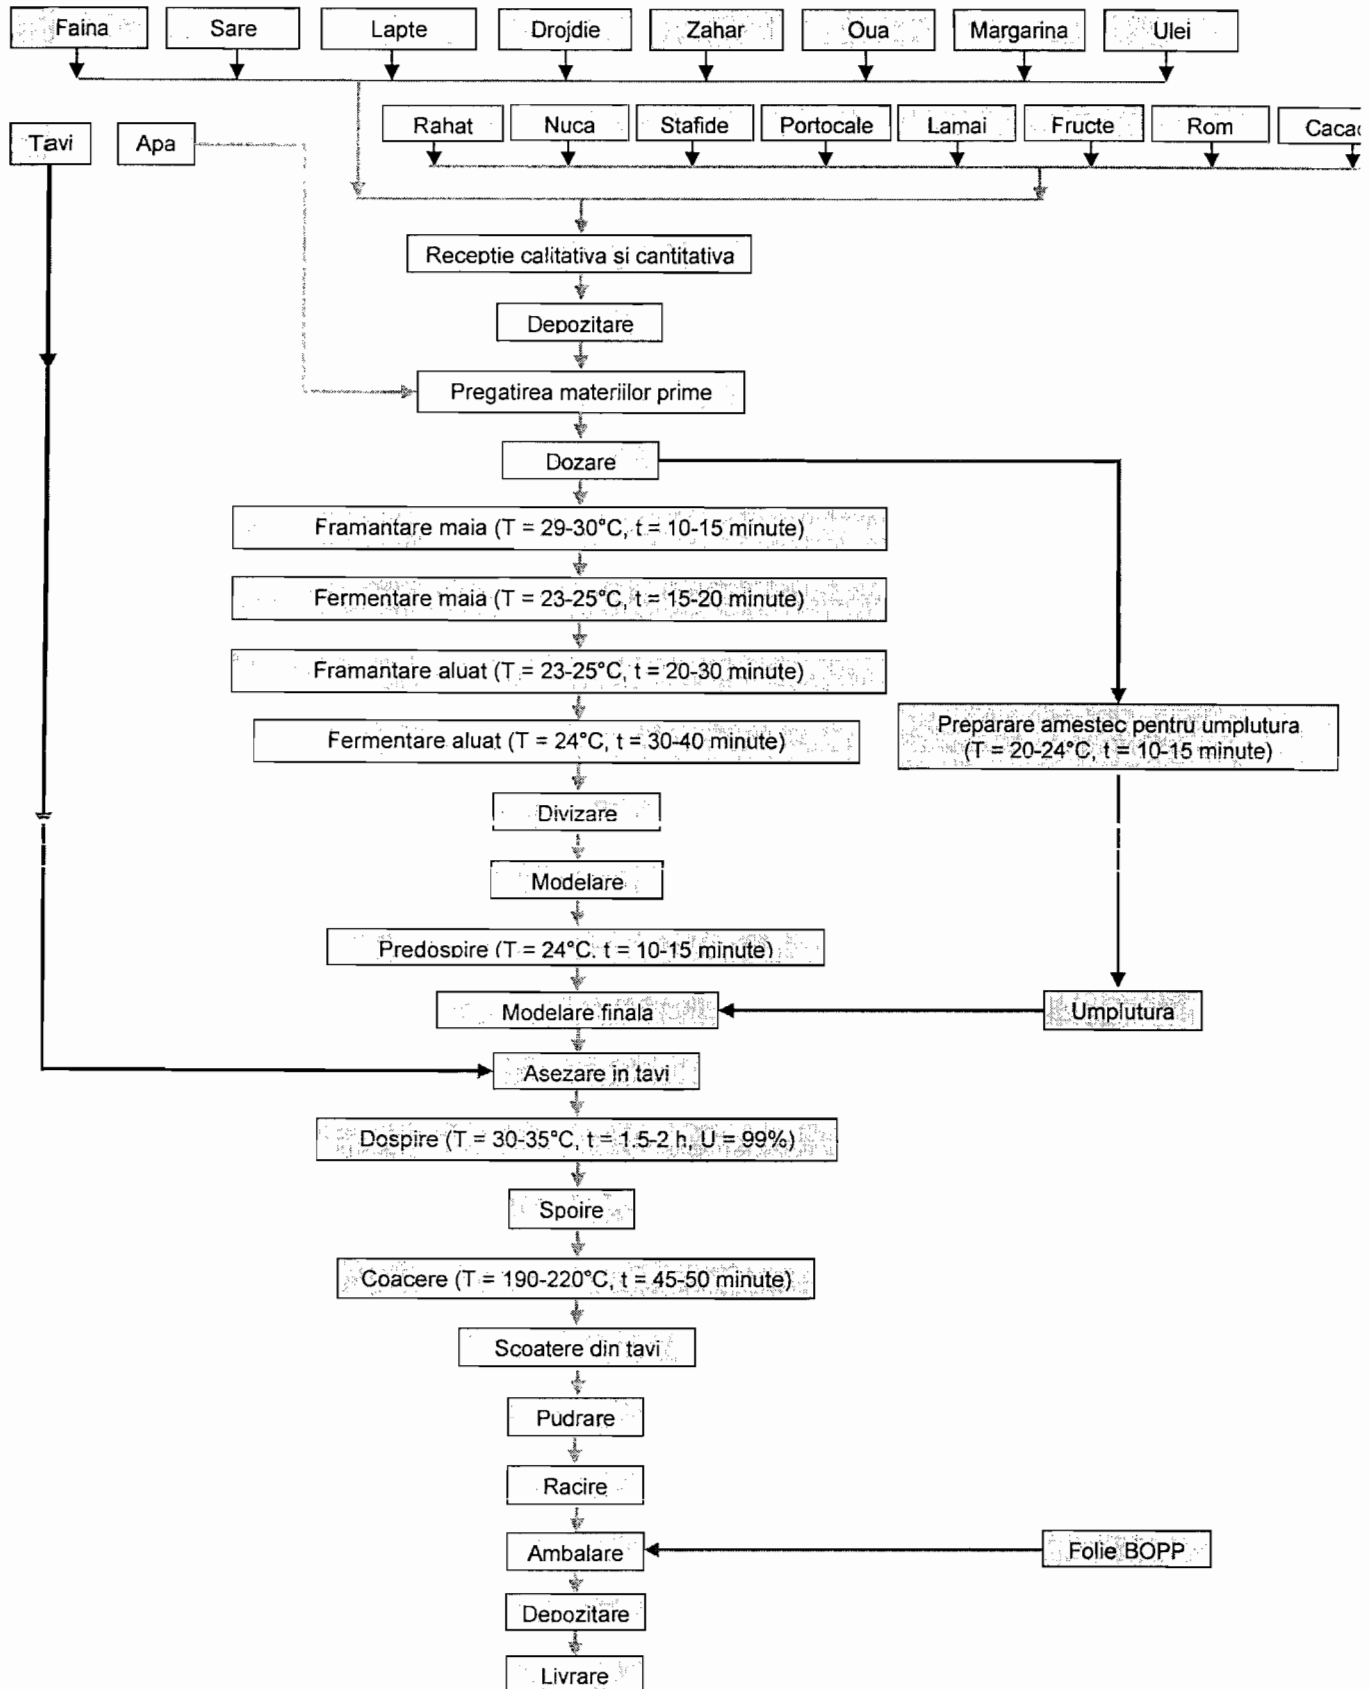 Faina
Sare
Lapte
Drojdie
Zahar
Oua
Margarina
Ulei
Tavi
Apa
Rahat
Nuca
Stafide
Portocale
Lamai
Fructe
Rom
Receptie calitativa si cantitativa
Depozitare
Pregatirea materiilor prime
Dozare
Framantare maia (T = 29-30°C, t = 10-15 minute)
Fermentare maia (T = 23-25°C, t = 15-20 minute)
Framantare aluat (T = 23-25°C, t = 20-30 minute)
Fermentare aluat (T = 24°C, t = 30-40 minute)
Preparare amestec pentru umplutura
(T = 20-24°C, t = 10-15 minute)
Divizare
Modelare
Predospire (T = 24°C. t = 10-15 minute)
Modelare finala
Umplutura
Asezare in tavi
Dospire (T = 30-35°C, t = 1.5-2 h, U = 99%)
Spoire
Coacere (T = 190-220°C, t = 45-50 minute)
Scoatere din tavi
Pudrare
Racire
Ambalare
Folie BOPP
Depozitare
Livrare